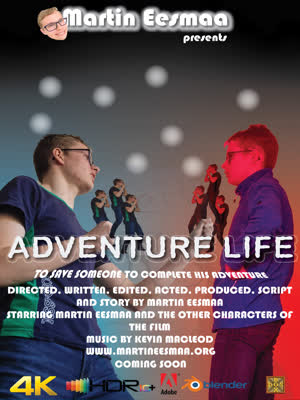 Martin Eesmaa
presents
ADVENTURE LIFE
TO SAVE SOMEONE TO COMPLETE HIS ADVENTURE
DIRECTED. WRITTEN. EDITED. ACTED. PRODUCED. SCRIPT
AND STORY BY MARTIN EESMAA
STARRING MARTIN EESMAA AND THE OTHER CHARACTERS OF
THE FILM
MUSIC BY KEVIN MACLEOD
WWW.MARTINEESMAA.ORG
COMING SOON
4K HDR Adobe blender